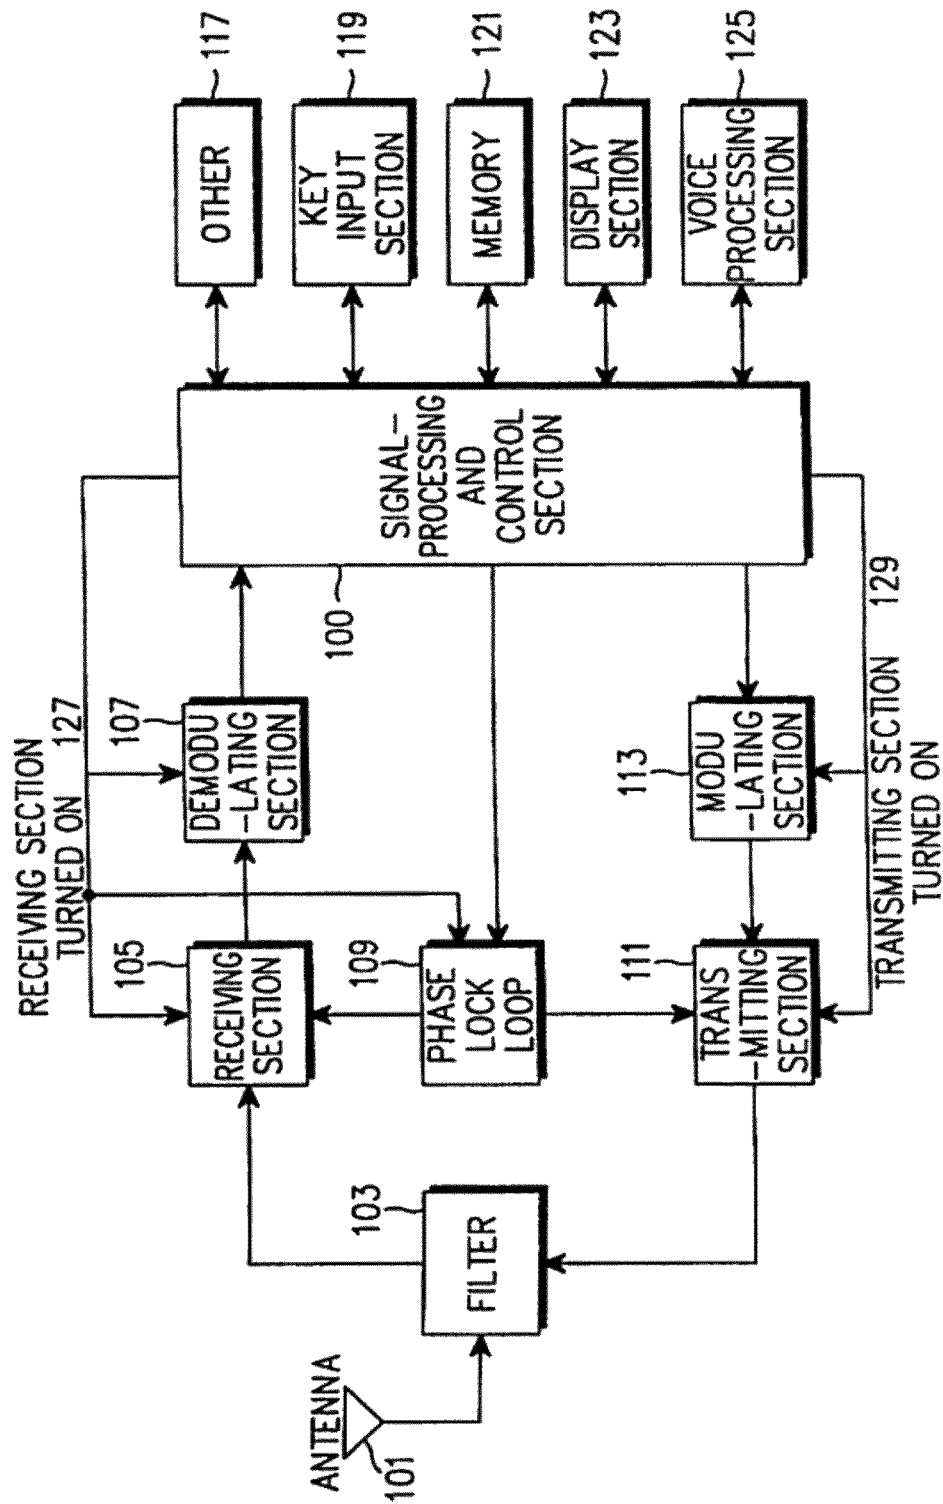 ANTENNA
101
FILTER
103
RECEIVING SECTION
TURNED ON
127
105
RECEIVING
SECTION
107
DEMODU
-LATING
SECTION
109
PHASE
LOCK
LOOP
111
TRANS
-MITTING
SECTION
113
MODU
-LATING
SECTION
TRANSMITTING SECTION
TURNED ON
129
100
SIGNAL-
PROCESSING
AND
CONTROL
SECTION
OTHER
117
KEY
INPUT
SECTION
119
MEMORY
121
DISPLAY
SECTION
123
VOICE
PROCESSING
SECTION
125